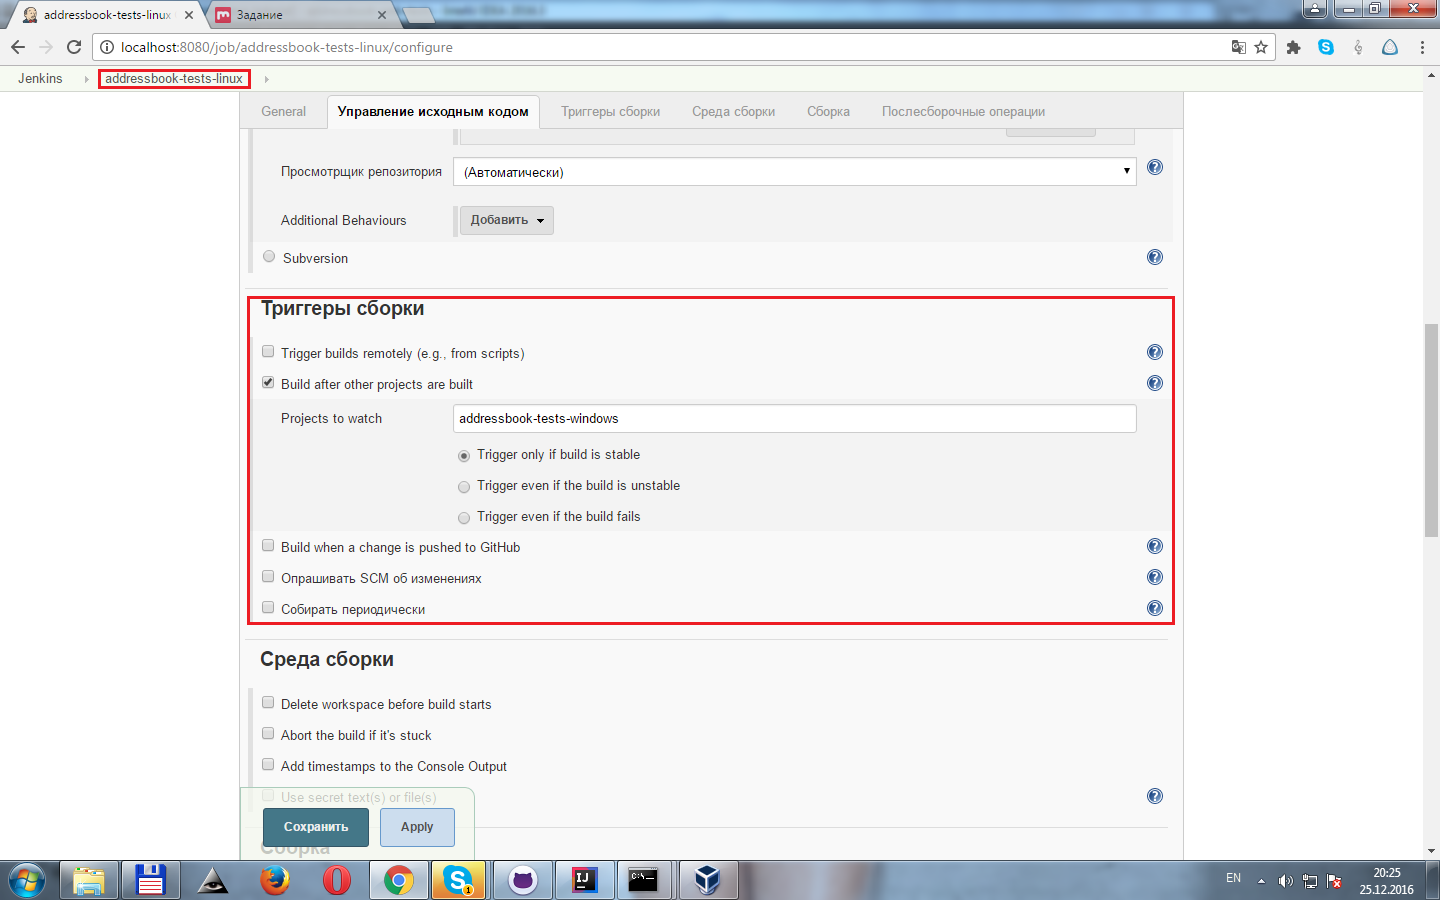 addressbook-tests-linux
Задание
localhost:8080/job/addressbook-tests-linux/configure
Jenkins
addressbook-tests-linux
General
Управление исходным кодом
Триггеры сборки
Среда сборки
Сборка
Послесборочные операции
Просмотрщик репозитория
(Автоматически)
Additional Behaviours
Добавить
Subversion
Триггеры сборки
Trigger builds remotely (e.g., from scripts)
Build after other projects are built
Projects to watch
addressbook-tests-windows
Trigger only if build is stable
Trigger even if the build is unstable
Trigger even if the build fails
Build when a change is pushed to GitHub
Опрашивать SCM об изменениях
Собирать периодически
Среда сборки
Delete workspace before build starts
Abort the build if it's stuck
Add timestamps to the Console Output
Use secret text(s) or file(s)
Сохранить
Apply
Сборка
EN
20:25
25.12.2016